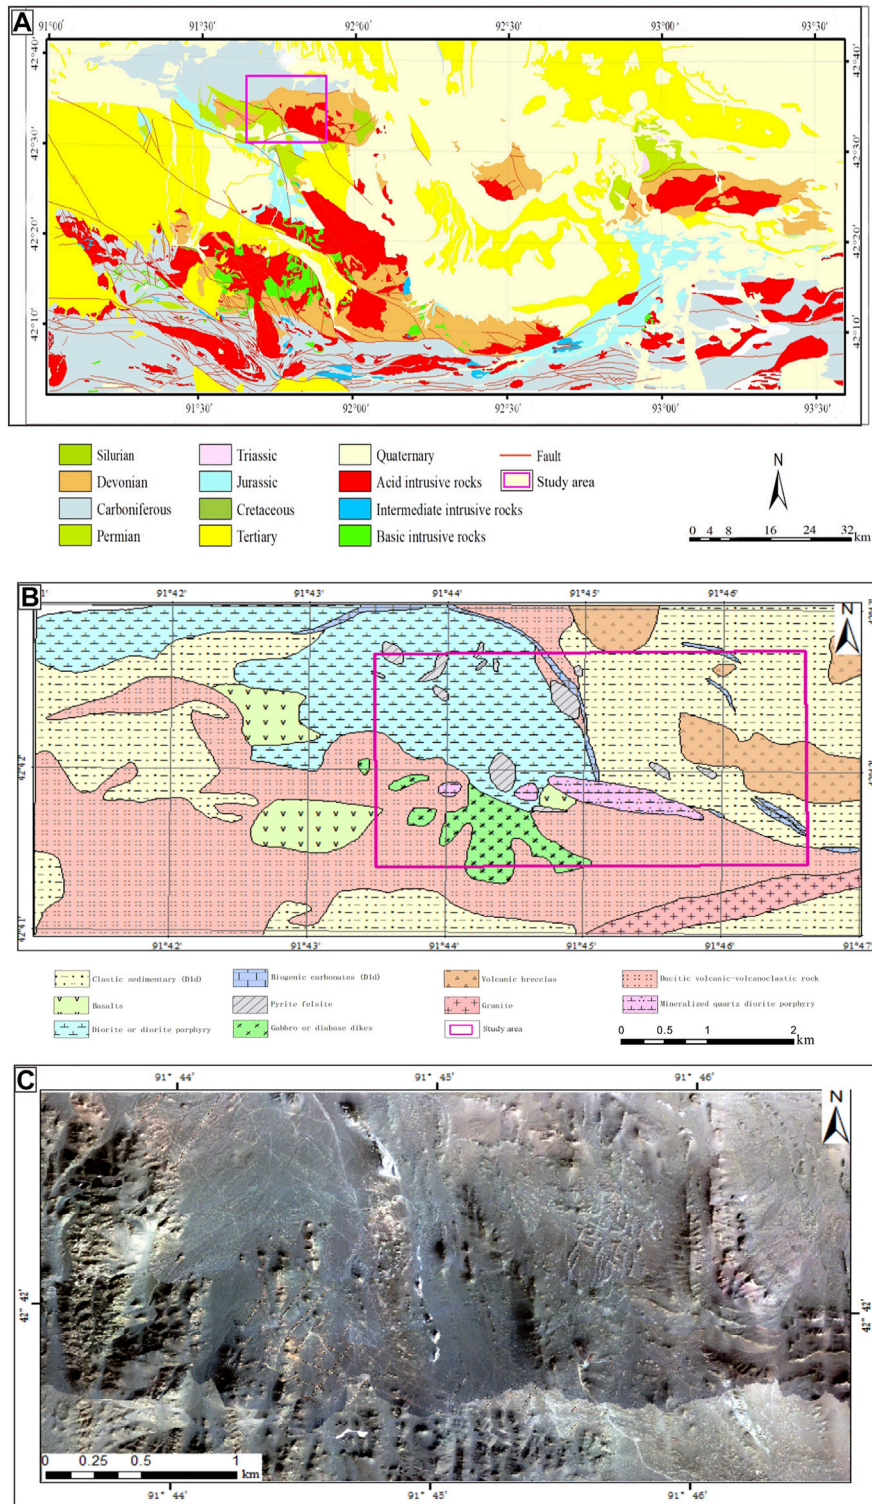 A
91°00'
91°30'
92°00'
92°30'
93°00'
93°30'
42°40'
42°40'
42°30'
42°30'
42°20'
42°20'
42°10'
42°10'
91°30'
92°00'
92°30'
93°00'
93°30'
Silurian
Triassic
Quaternary
Fault
Devonian
Jurassic
Acid intrusive rocks
Study area
Carboniferous
Cretaceous
Intermediate intrusive rocks
Permian
Tertiary
Basic intrusive rocks
N
0 4 8 16 24 32
km
B
91°42'
91°43'
91°44'
91°45'
91°46'
N
42°42'
42°41'
91°42'
91°43'
91°44'
91°45'
91°46'
91°47'
Clastic sedimentary (D1d)
Biogenic carbonates (D1d)
Volcanic breccias
Dacitic volcanic-volcanoclastic rock
Basalts
Pyrite felsite
Granite
Mineralized quartz diorite porphyry
Diorite or diorite porphyry
Gabbro or diabase dikes
Study area
0 0.5 1 2
km
C
91° 44'
91° 45'
91° 46'
N
42° 42'
42° 42'
0 0.25 0.5 1
km
91° 44'
91° 45'
91° 46'